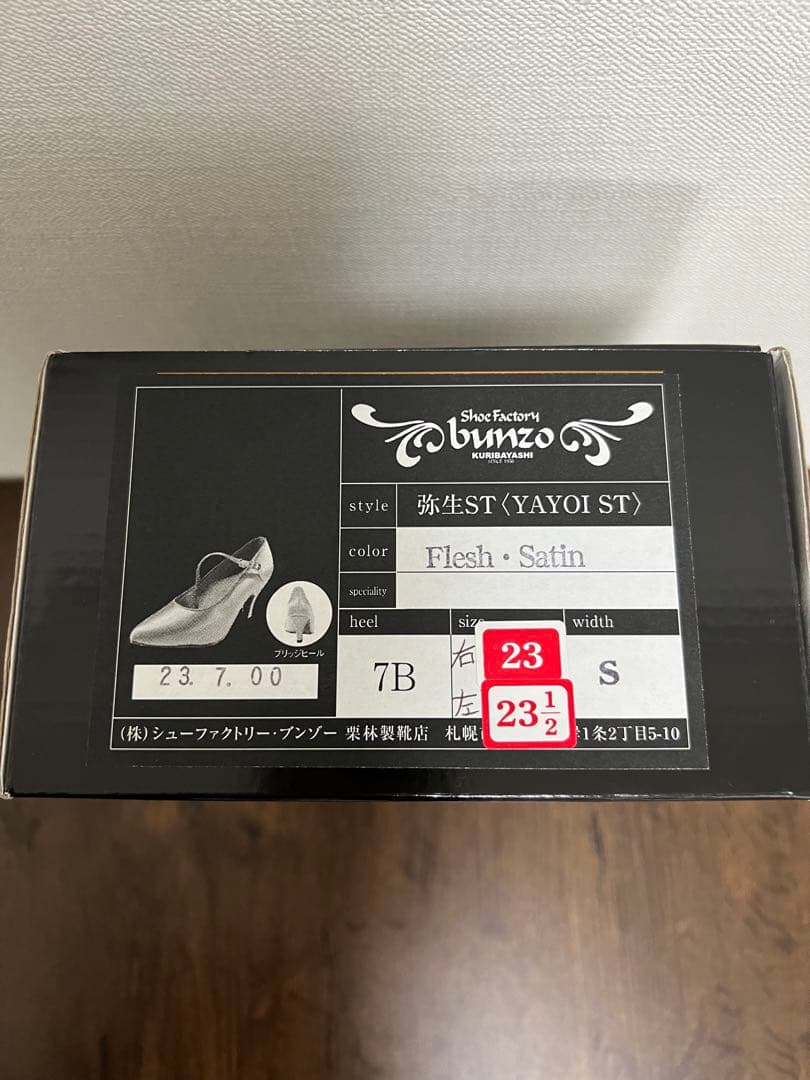 Shoe Factory
bunzo
KURIBAYASHI
style 弥生ST〈YAYOI ST〉
color Flesh・Satin
speciality
heel size width
7B 右 23 S
左 23 1/2
ブリッジヒール
23. 7. 00
(株)シューファクトリー・ブンゾー 栗林製靴店 札幌 1条2丁目5-10